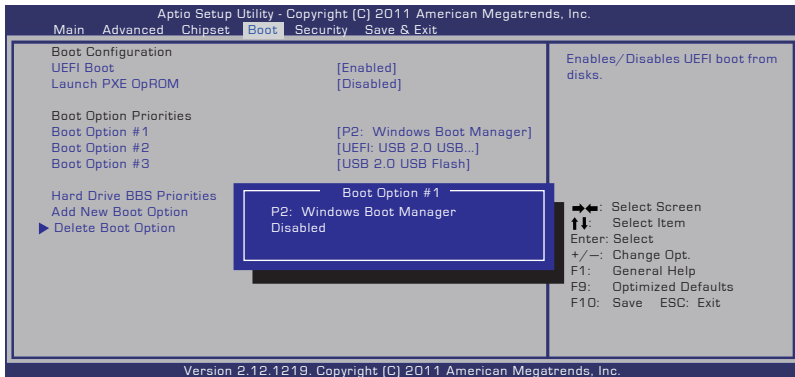 Aptio Setup Utility - Copyright (C) 2011 American Megatrends, Inc.
Main Advanced Chipset Boot Security Save & Exit
Boot Configuration
UEFI Boot [Enabled]
Launch PXE OpROM [Disabled]
Boot Option Priorities
Boot Option #1 [P2: Windows Boot Manager]
Boot Option #2 [UEFI: USB 2.0 USB...]
Boot Option #3 [USB 2.0 USB Flash]
Hard Drive BBS Priorities
Add New Boot Option
Delete Boot Option
Boot Option #1
P2: Windows Boot Manager
Disabled
Enables/Disables UEFI boot from
disks.
→←: Select Screen
↑↓: Select Item
Enter: Select
+/—: Change Opt.
F1: General Help
F9: Optimized Defaults
F10: Save ESC: Exit
Version 2.12.1219. Copyright (C) 2011 American Megatrends, Inc.